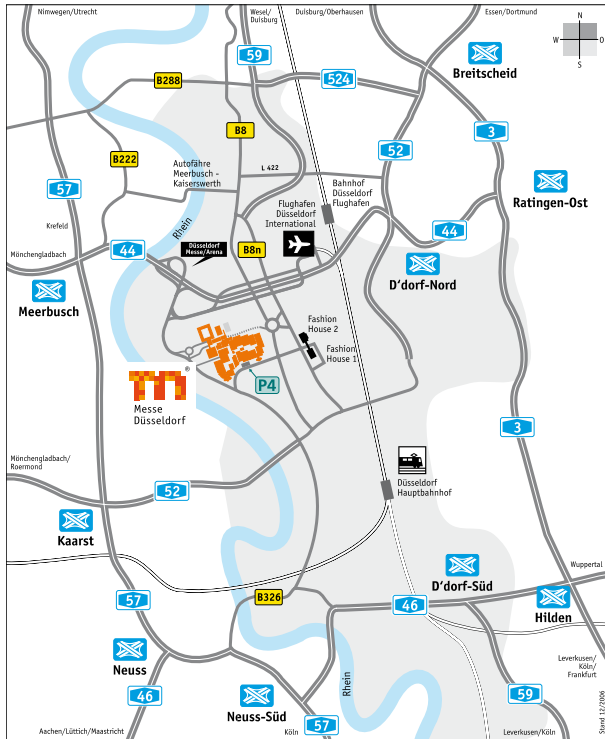 Nimwegen/Utrecht
Wesel/
Duisburg
Duisburg/Oberhausen
Essen/Dortmund
N
W
O
S
59
Breitscheid
B288
524
B8
3
B222
52
Autofähre
Meerbusch -
Kaiserswerth
L 422
Bahnhof
Düsseldorf
Flughafen
57
Ratingen-Ost
Flughafen
Düsseldorf
International
Krefeld
Rhein
44
Mönchengladbach
44
Düsseldorf
Messe/Arena
B8n
D'dorf-Nord
Meerbusch
Fashion
House 2
Fashion
House 1
P4
®
Messe
Düsseldorf
3
Mönchengladbach/
Roermond
52
Düsseldorf
Hauptbahnhof
Kaarst
Wuppertal
D'dorf-Süd
57
B326
46
Hilden
Neuss
Leverkusen/
Köln/
Frankfurt
46
Rhein
59
Neuss-Süd
57
Aachen/Lüttich/Maastricht
Köln
Leverkusen/Köln
Stand 12/2006